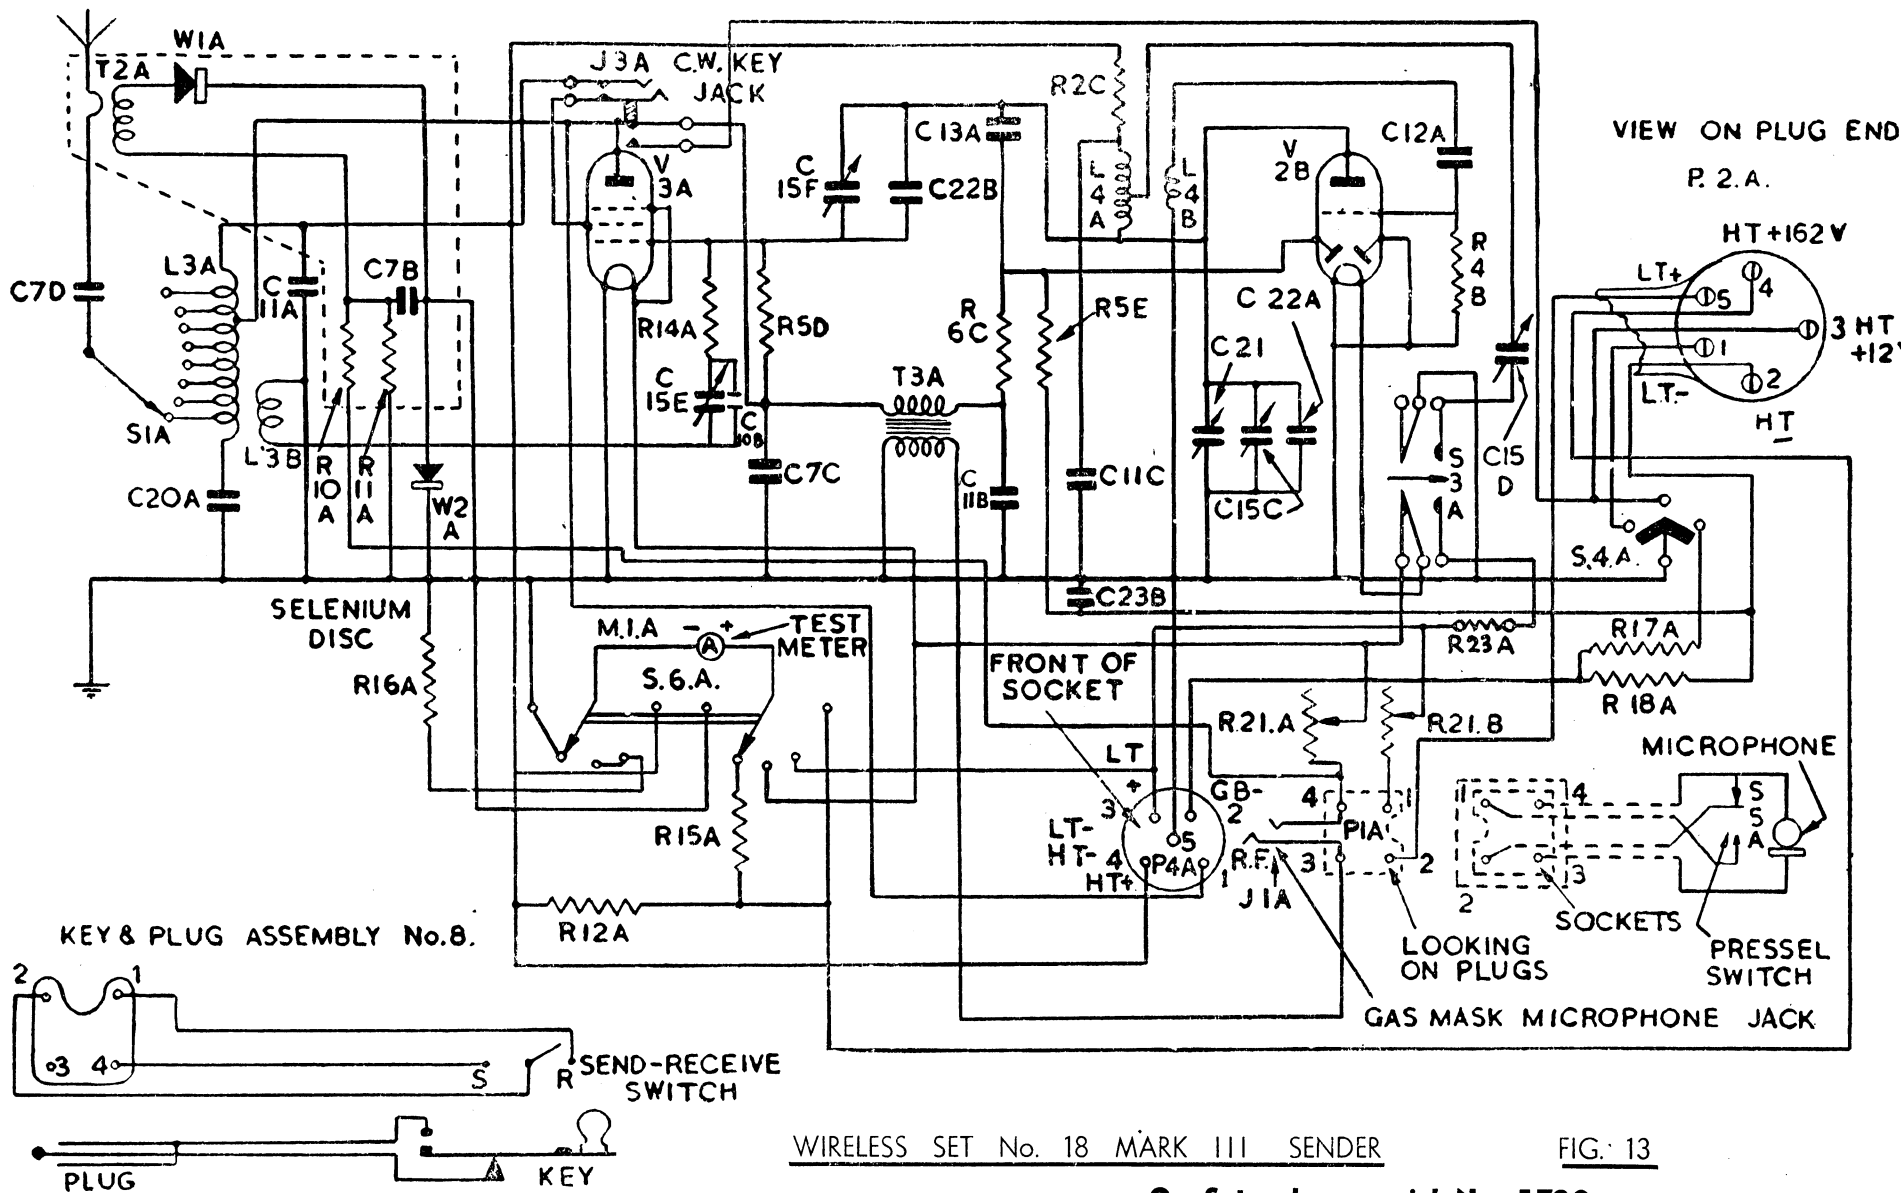 W1A
T2A
J3A C.W. KEY
JACK
R2C
C12A
VIEW ON PLUG END
P. 2. A.
C13A
V
3A
C
15F
C22B
L
4
A
L
4
B
V
2B
HT+162V
LT+
4
5
3 HT
+12V
1
2
LT.-
HT
C7D
L3A
C
11A
C7B
R14A
R5D
R
6C
R5E
C 22A
R
4
B
C21
T3A
C
15E
C
10B
S1A
L3B
R
10
A
R
11
A
C20A
W2
A
C7C
C
11B
C11C
C15C
S
3
A
C15
D
S.4.A.
SELENIUM
DISC
C23B
M.1.A - +
A
TEST
METER
R23A
R17A
R16A
S.6.A.
FRONT OF
SOCKET
R 18A
R21.A
R21.B
MICROPHONE
LT
+
3
GB-
2
4
1
LT-
HT-
4
HT+
5
P4A
1
R.F.
J1A
P1A
3
2
1
4
2
3
S
5
A
R15A
R12A
SOCKETS
LOOKING
ON PLUGS
PRESSEL
SWITCH
GAS MASK MICROPHONE JACK
KEY & PLUG ASSEMBLY No.8.
2
1
3 4
S
R
SEND-RECEIVE
SWITCH
PLUG
KEY
WIRELESS SET No. 18 MARK III SENDER
FIG. 13